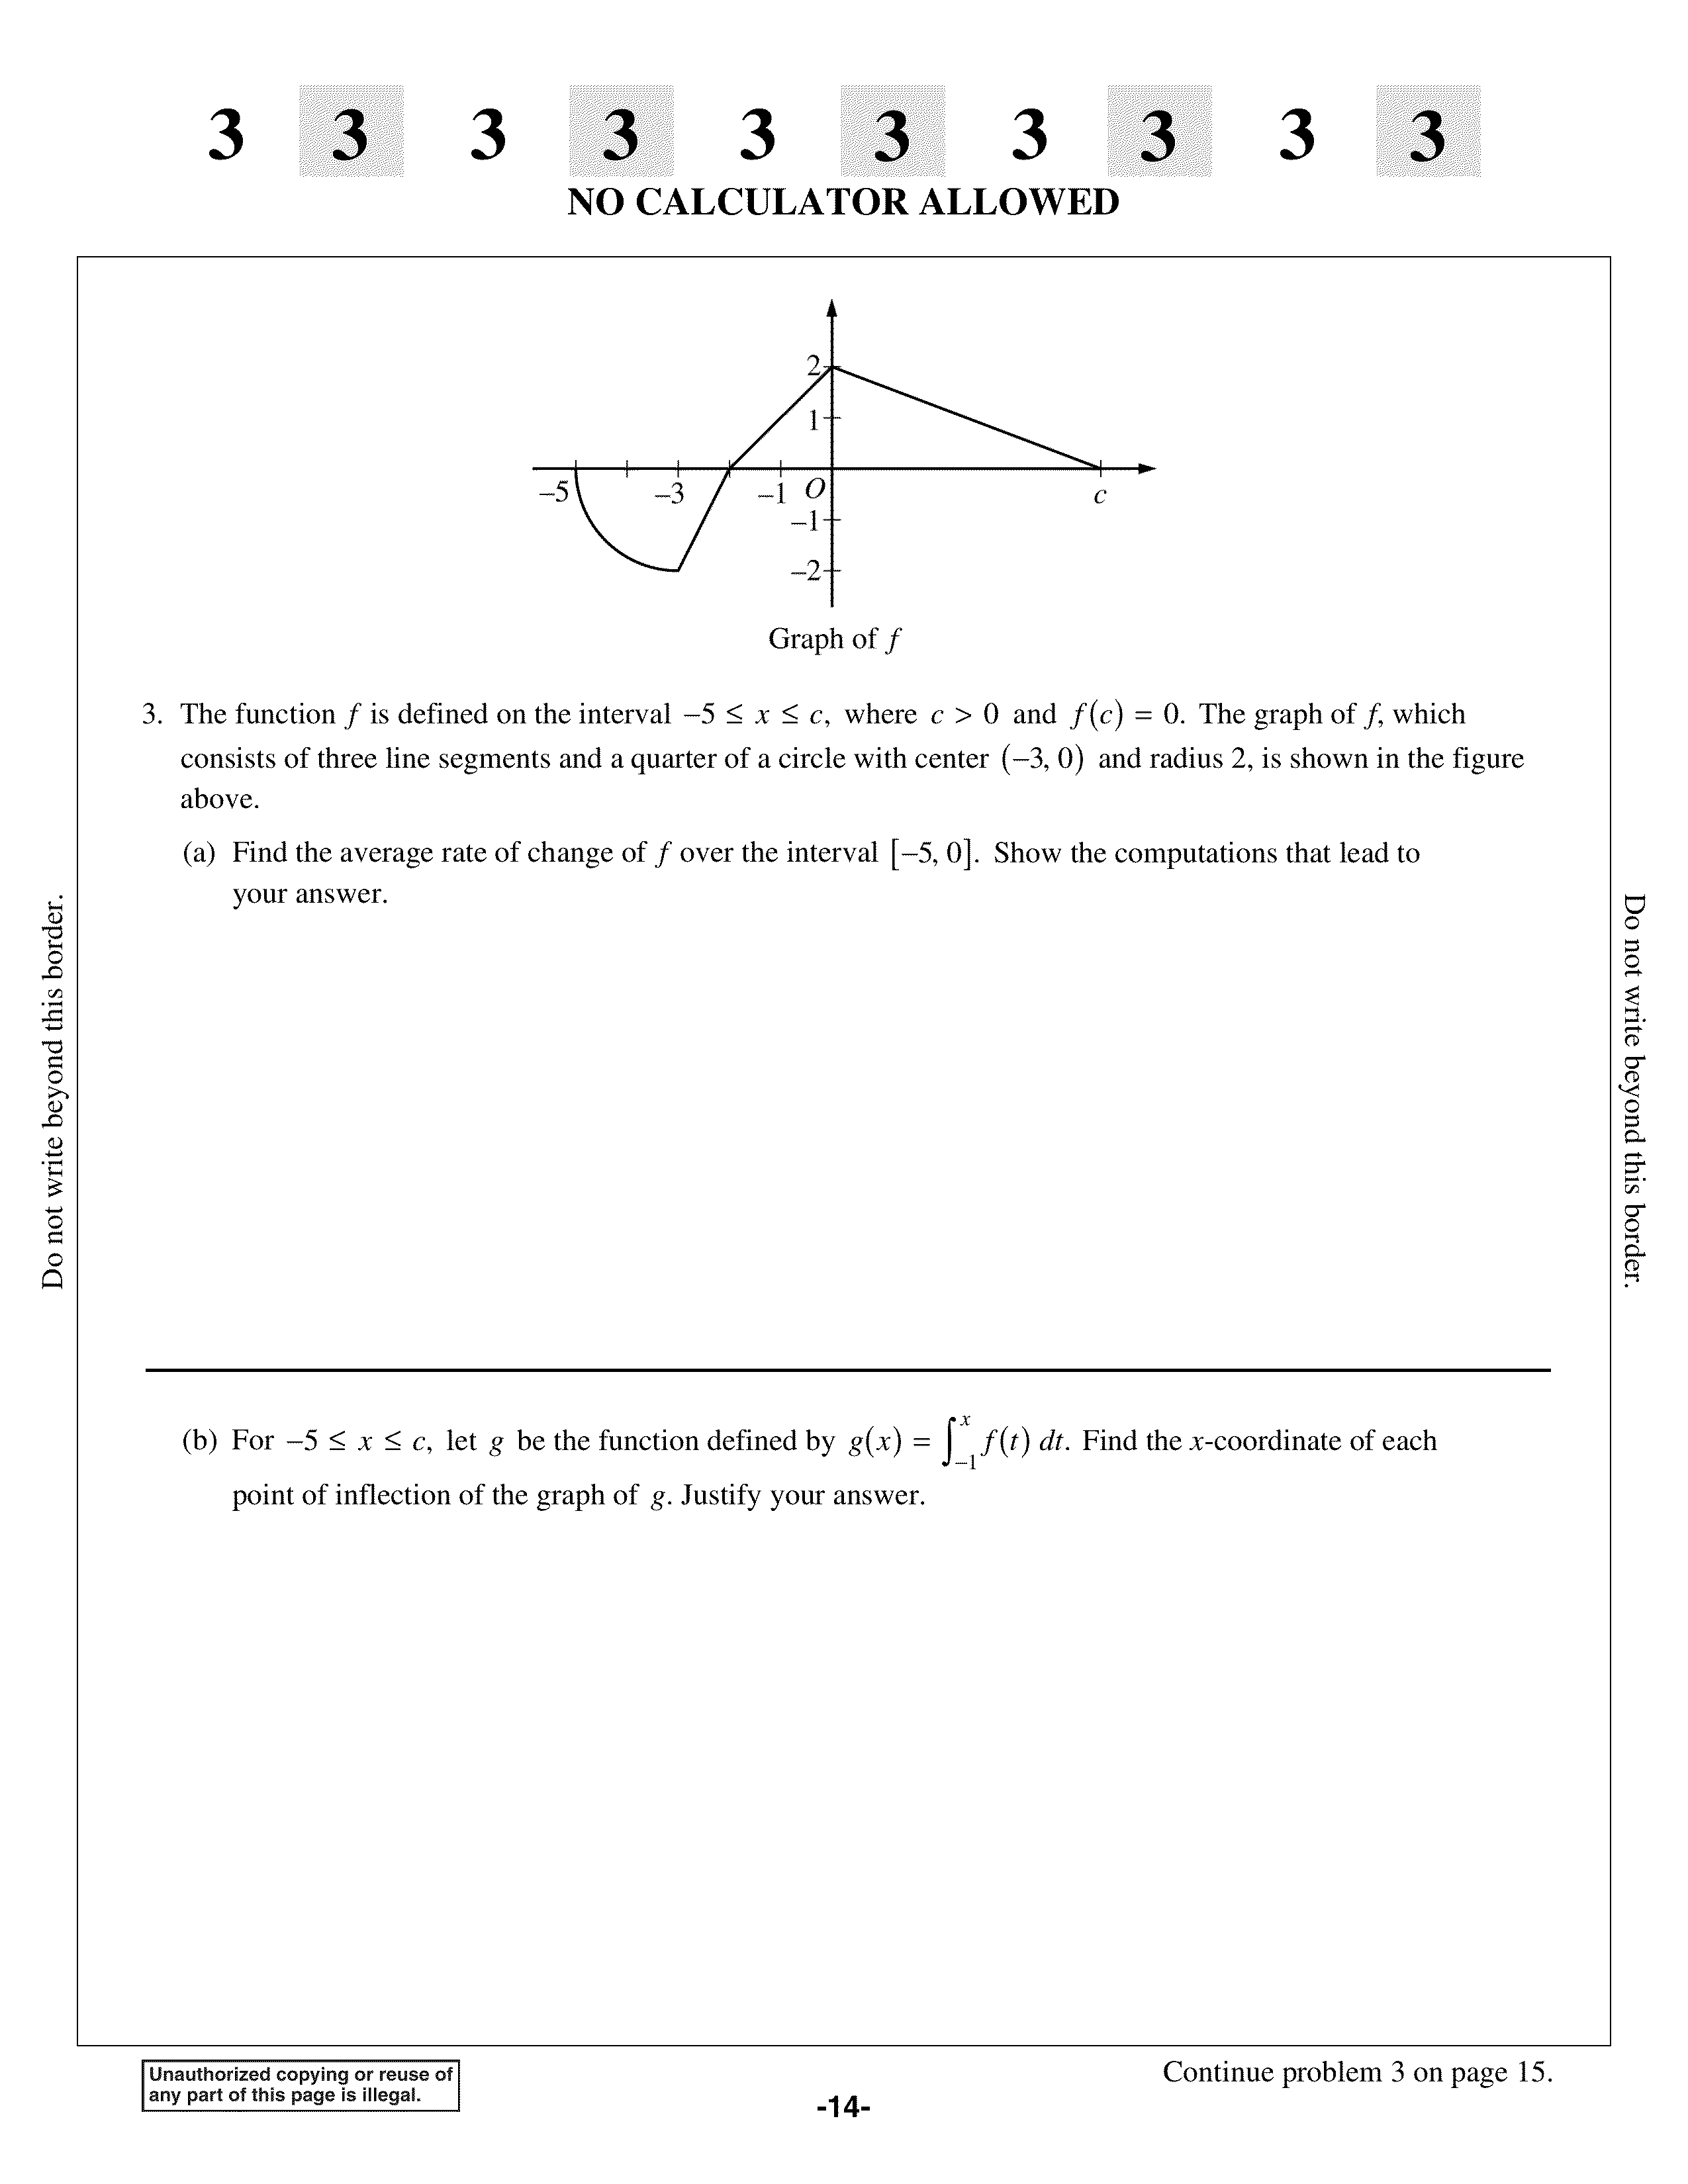 3 3 3 3 3 3 3 3 3 3
NO CALCULATOR ALLOWED
2
1
–5 –3 –1 O c
–1
–2
Graph of f
3. The function f is defined on the interval –5 ≤ x ≤ c, where c > 0 and f(c) = 0. The graph of f, which
consists of three line segments and a quarter of a circle with center (–3, 0) and radius 2, is shown in the figure
above.
(a) Find the average rate of change of f over the interval [–5, 0]. Show the computations that lead to
your answer.
Do not write beyond this border.
Do not write beyond this border.
(b) For –5 ≤ x ≤ c, let g be the function defined by g(x) = ∫_{–1}^{x} f(t) dt. Find the x-coordinate of each
point of inflection of the graph of g. Justify your answer.
Unauthorized copying or reuse of
any part of this page is illegal.
Continue problem 3 on page 15.
-14-